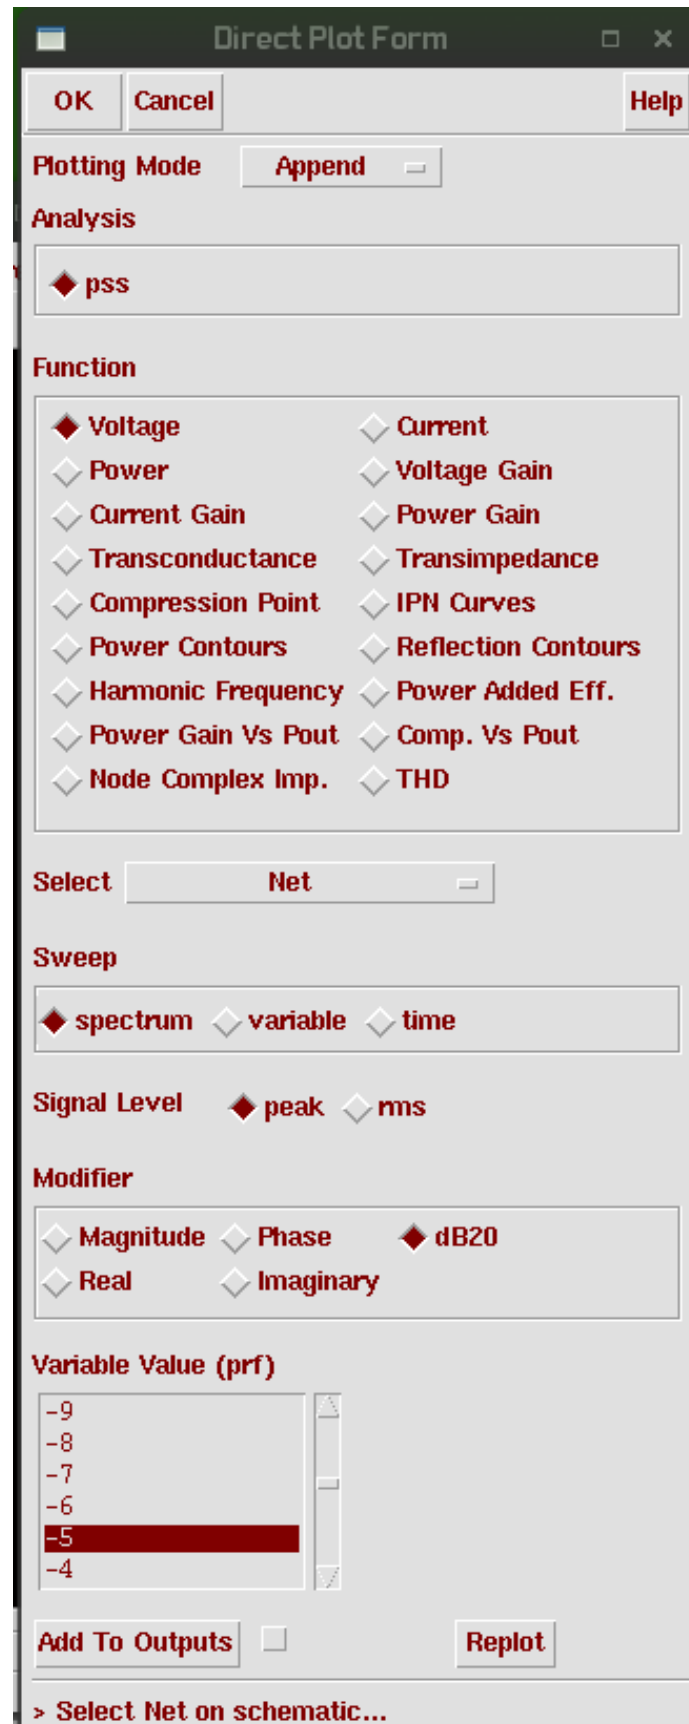 Direct Plot Form
OK Cancel Help
Plotting Mode Append
Analysis
pss
Function
Voltage Current
Power Voltage Gain
Current Gain Power Gain
Transconductance Transimpedance
Compression Point IPN Curves
Power Contours Reflection Contours
Harmonic Frequency Power Added Eff.
Power Gain Vs Pout Comp. Vs Pout
Node Complex Imp. THD
Select Net
Sweep
spectrum variable time
Signal Level peak rms
Modifier
Magnitude Phase dB20
Real Imaginary
Variable Value (prf)
-9
-8
-7
-6
-5
-4
Add To Outputs Replot
> Select Net on schematic...